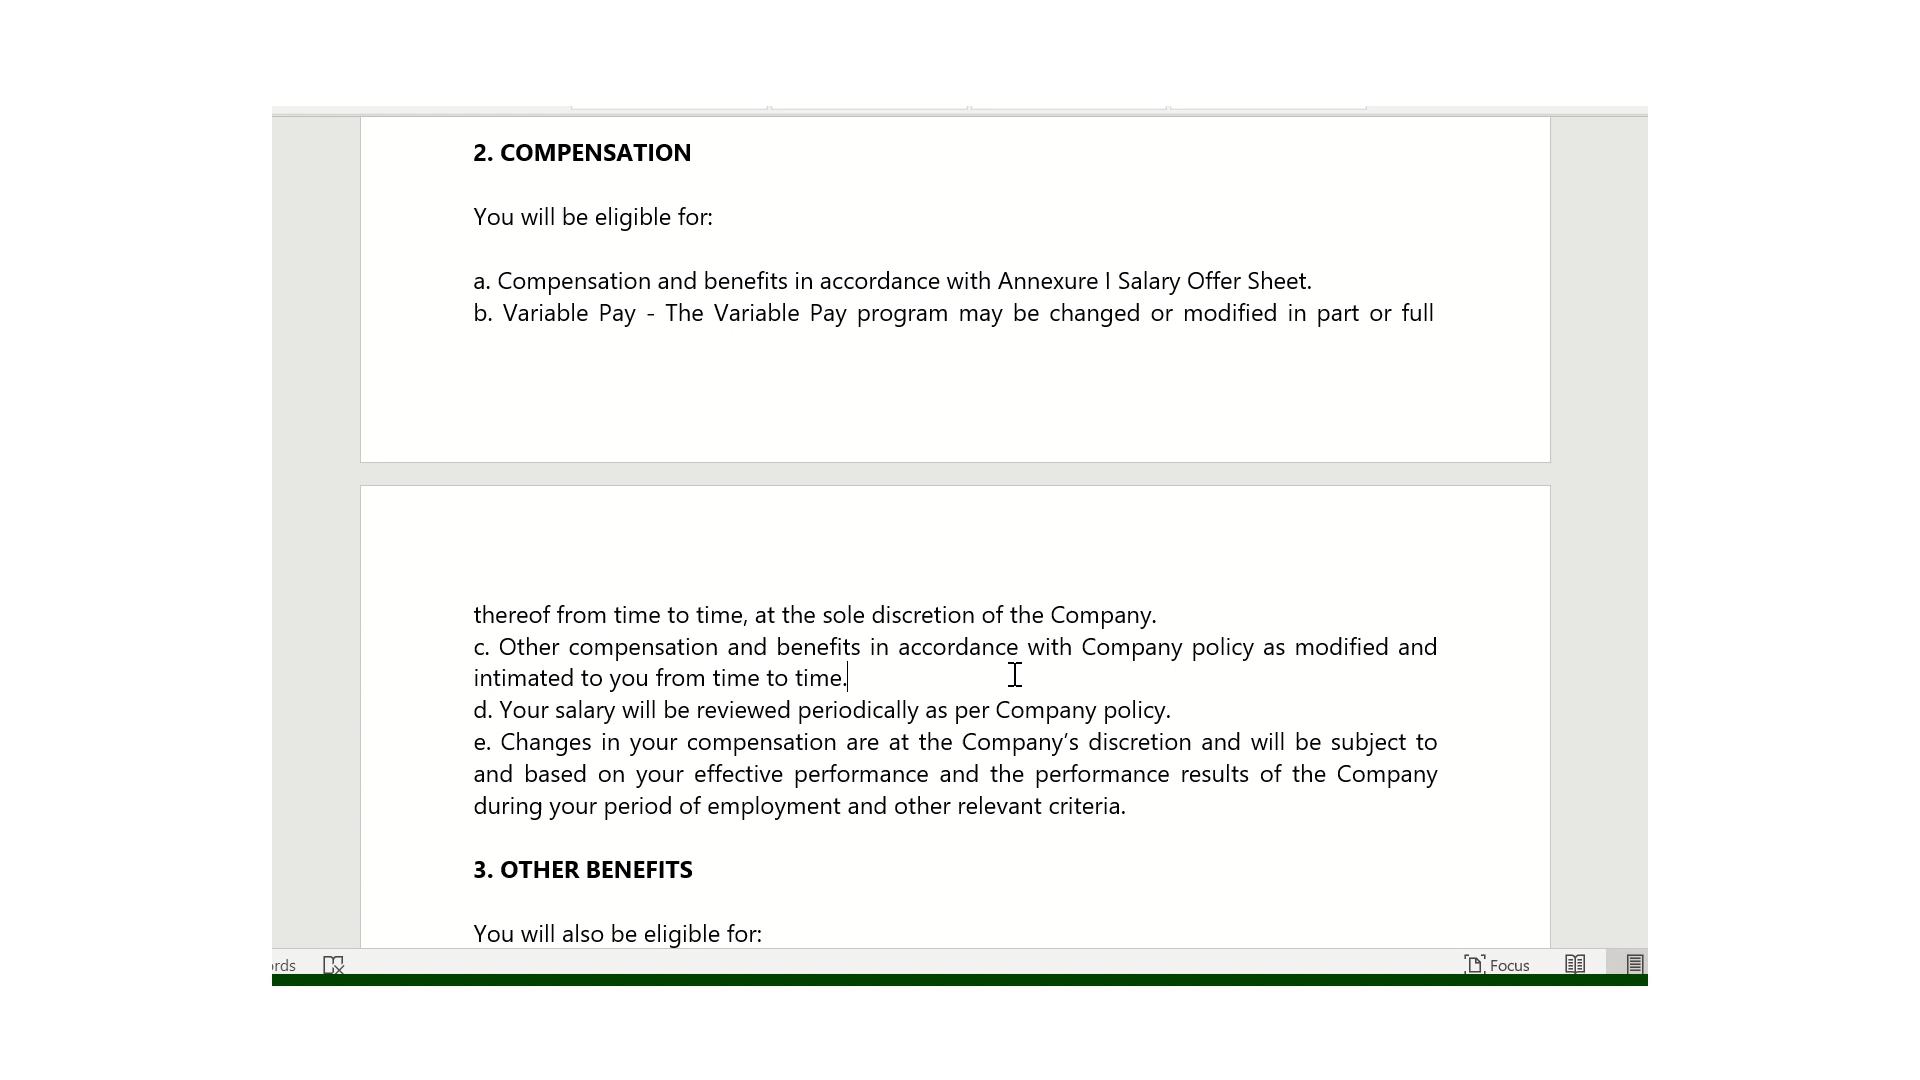 2. COMPENSATION
You will be eligible for:
a. Compensation and benefits in accordance with Annexure I Salary Offer Sheet.
b. Variable Pay - The Variable Pay program may be changed or modified in part or full
thereof from time to time, at the sole discretion of the Company.
c. Other compensation and benefits in accordance with Company policy as modified and
intimated to you from time to time.
d. Your salary will be reviewed periodically as per Company policy.
e. Changes in your compensation are at the Company’s discretion and will be subject to
and based on your effective performance and the performance results of the Company
during your period of employment and other relevant criteria.
3. OTHER BENEFITS
You will also be eligible for:
Focus